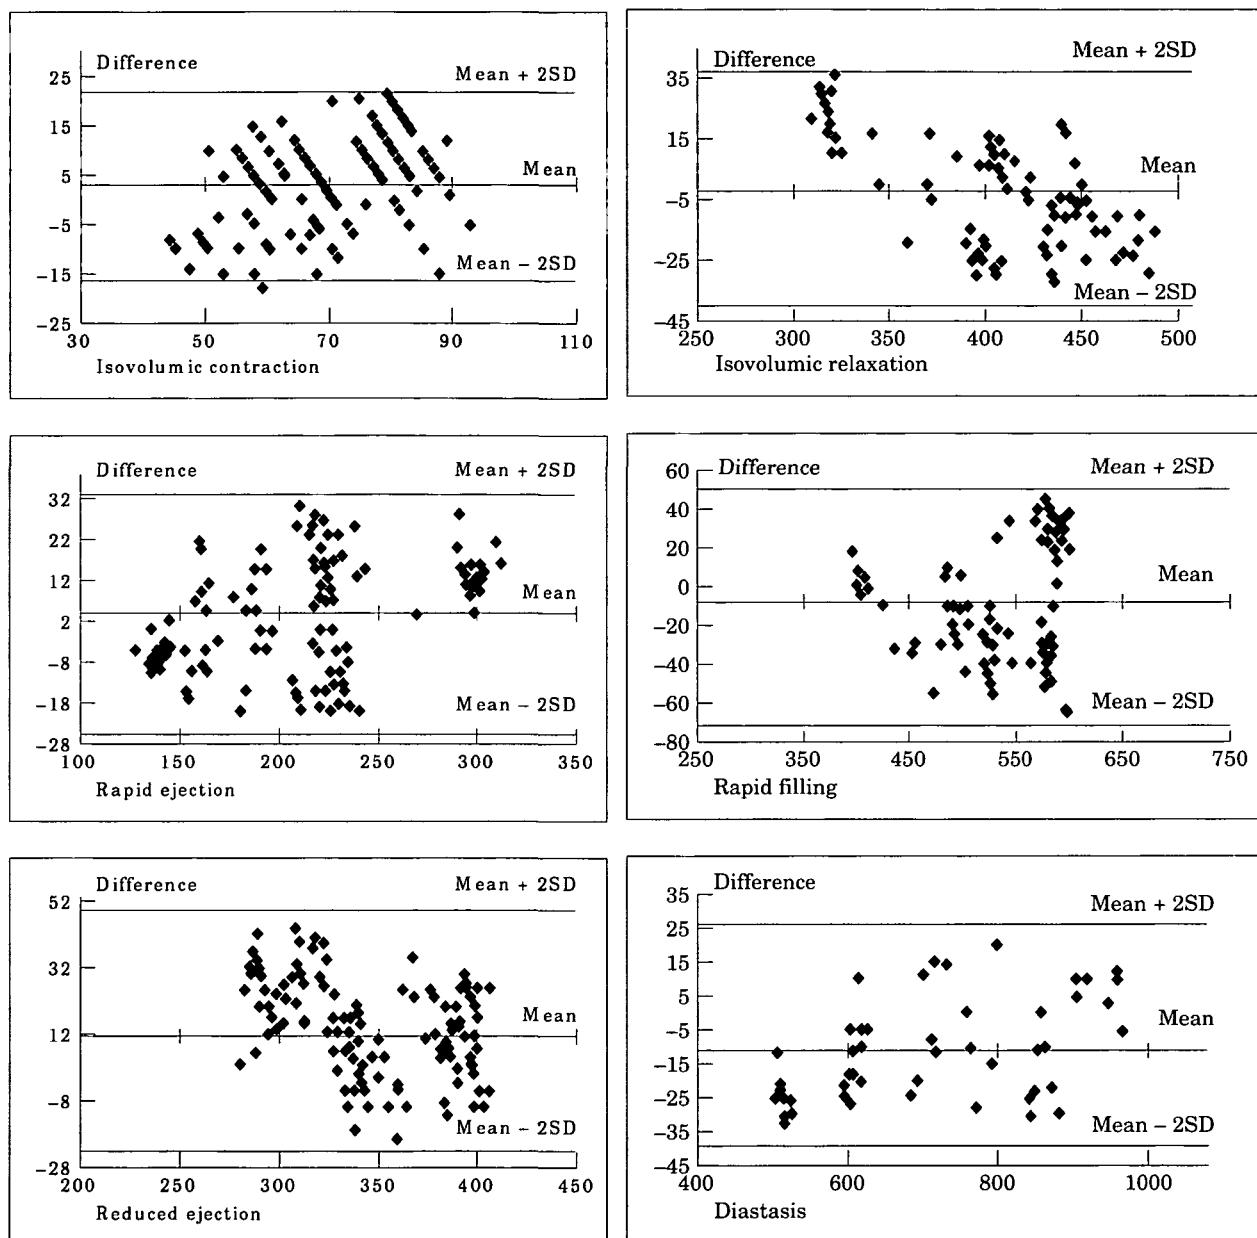 Difference
Mean + 2SD
25
15
Mean
5
−5
Mean − 2SD
−15
−25
30 50 70 90 110
Isovolumic contraction
Difference
Mean + 2SD
35
15
Mean
−5
−25
Mean − 2SD
−45
250 300 350 400 450 500
Isovolumic relaxation
Difference
Mean + 2SD
32
22
12
Mean
2
−8
−18
Mean − 2SD
−28
100 150 200 250 300 350
Rapid ejection
60
Difference
Mean + 2SD
40
20
Mean
0
−20
−40
−60
Mean − 2SD
−80
250 350 450 550 650 750
Rapid filling
Difference
Mean + 2SD
52
32
Mean
12
−8
Mean − 2SD
−28
200 250 300 350 400 450
Reduced ejection
35
Difference
Mean + 2SD
25
15
5
Mean
−5
−15
−25
Mean − 2SD
−35
−45
400 600 800 1000
Diastasis